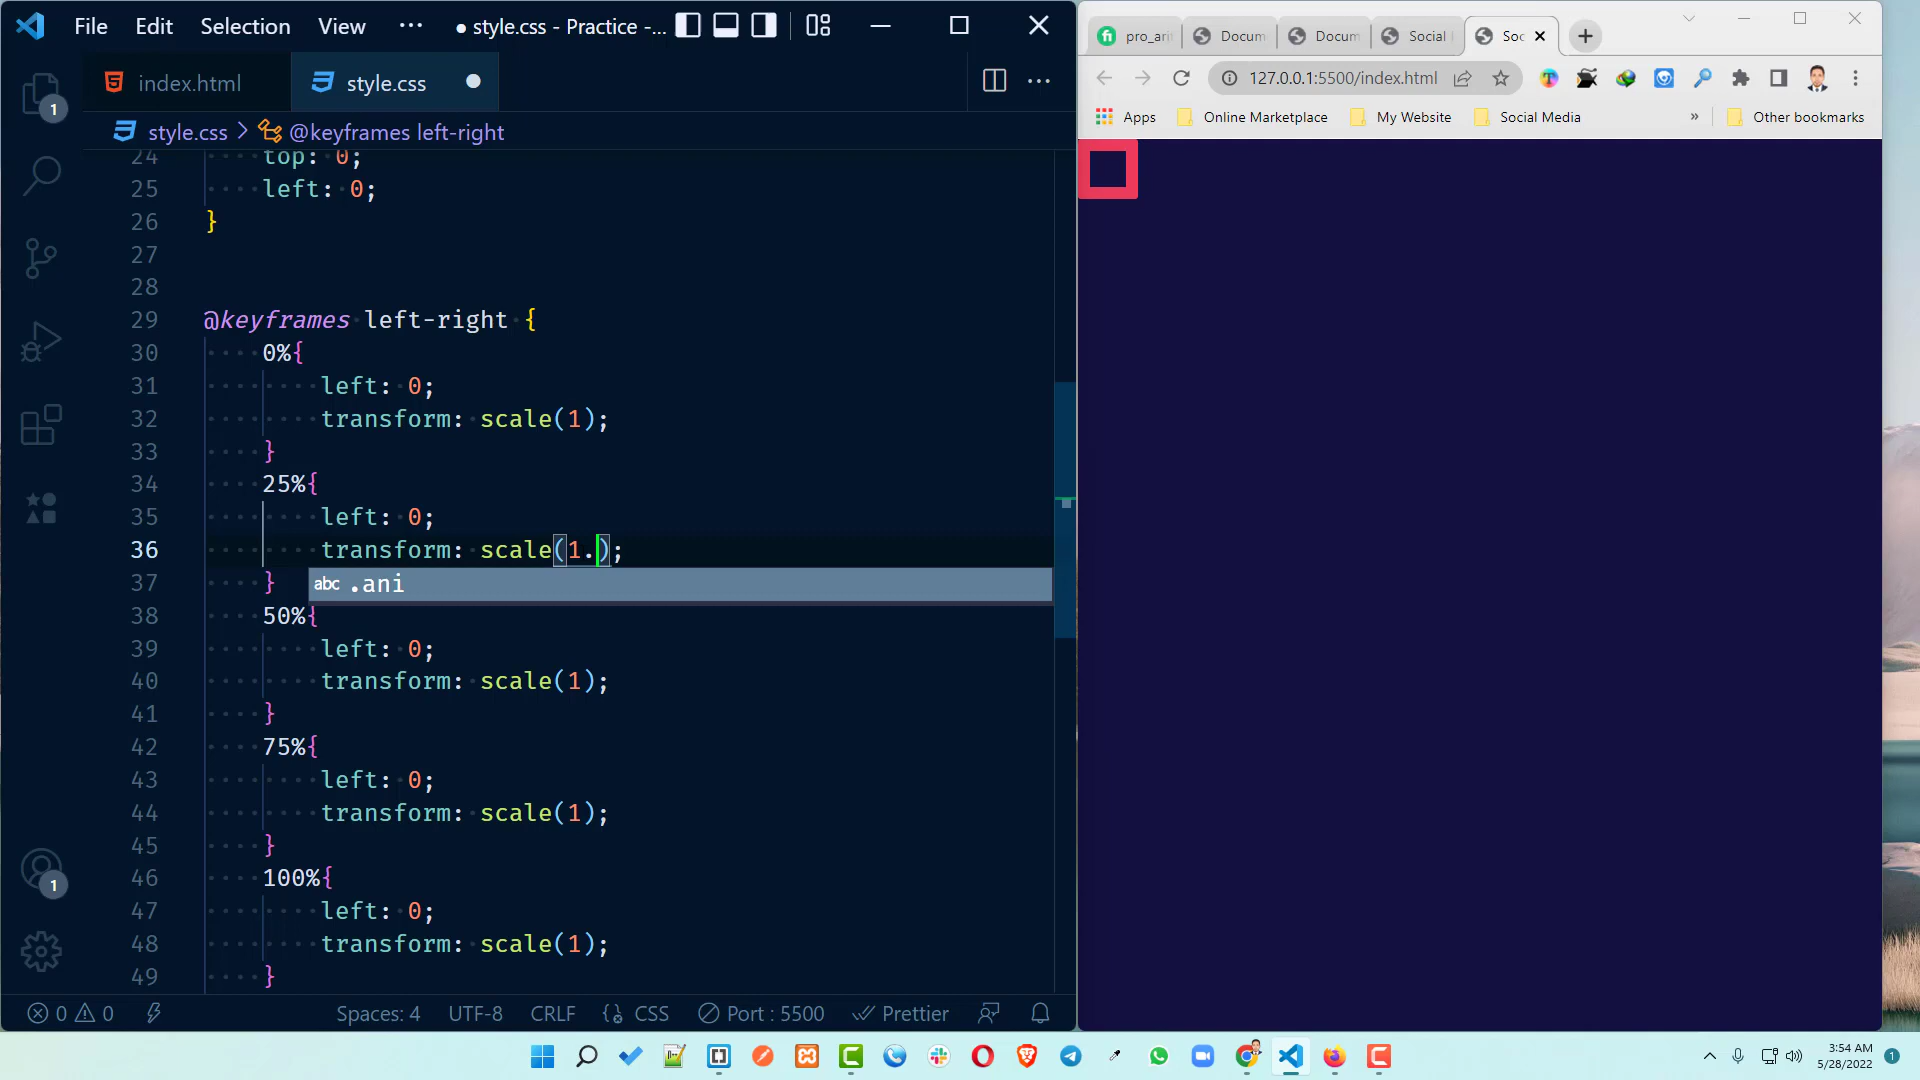 File Edit Selection View ··· ● style.css - Practice -...
index.html style.css ●
style.css > @keyframes left-right
24 top: 0;
25 left: 0;
26 }
27
28
29 @keyframes left-right {
30 0%{
31 left: 0;
32 transform: scale(1);
33 }
34 25%{
35 left: 0;
36 transform: scale(1.);
37 }
abc .ani
38 50%{
39 left: 0;
40 transform: scale(1);
41 }
42 75%{
43 left: 0;
44 transform: scale(1);
45 }
46 100%{
47 left: 0;
48 transform: scale(1);
49 }
1
1
0 0 Spaces: 4 UTF-8 CRLF {} CSS Port : 5500 Prettier
fi pro_ari Docum Docum Social Soc
127.0.0.1:5500/index.html
Apps Online Marketplace My Website Social Media » Other bookmarks
3:54 AM
5/28/2022
1